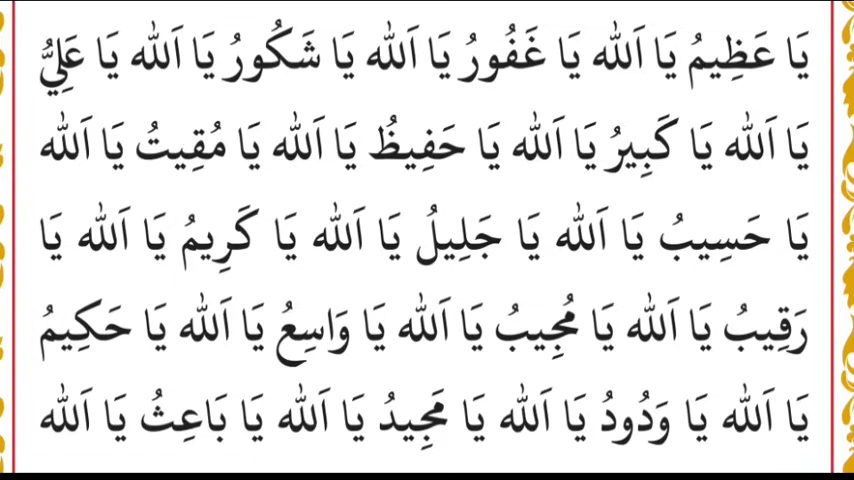 يَا عَظِيمُ يَا اَللّٰه يَا غَفُورُ يَا اَللّٰه يَا شَكُورُ يَا اَللّٰه يَا عَلِيُّ
يَا اَللّٰه يَا كَبِيرُ يَا اَللّٰه يَا حَفِيظُ يَا اَللّٰه يَا مُقِيتُ يَا اَللّٰه
يَا حَسِيبُ يَا اَللّٰه يَا جَلِيلُ يَا اَللّٰه يَا كَرِيمُ يَا اَللّٰه يَا
رَقِيبُ يَا اَللّٰه يَا مُجِيبُ يَا اَللّٰه يَا وَاسِعُ يَا اَللّٰه يَا حَكِيمُ
يَا اَللّٰه يَا وَدُودُ يَا اَللّٰه يَا مَجِيدُ يَا اَللّٰه يَا بَاعِثُ يَا اَللّٰه